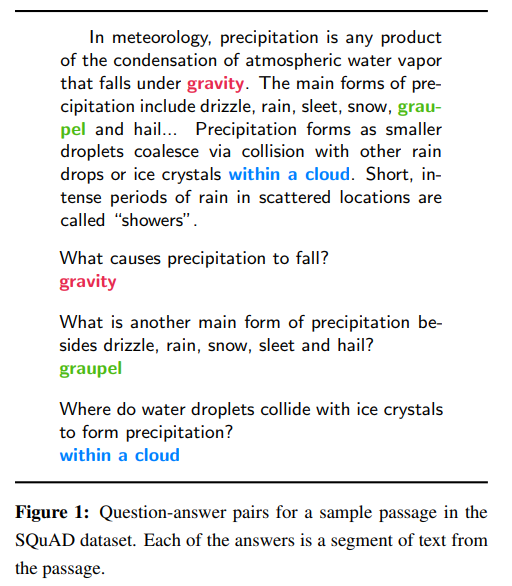 In meteorology, precipitation is any product
of the condensation of atmospheric water vapor
that falls under gravity. The main forms of pre-
cipitation include drizzle, rain, sleet, snow, grau-
pel and hail... Precipitation forms as smaller
droplets coalesce via collision with other rain
drops or ice crystals within a cloud. Short, in-
tense periods of rain in scattered locations are
called “showers”.
What causes precipitation to fall?
gravity
What is another main form of precipitation be-
sides drizzle, rain, snow, sleet and hail?
graupel
Where do water droplets collide with ice crystals
to form precipitation?
within a cloud
Figure 1: Question-answer pairs for a sample passage in the
SQuAD dataset. Each of the answers is a segment of text from
the passage.